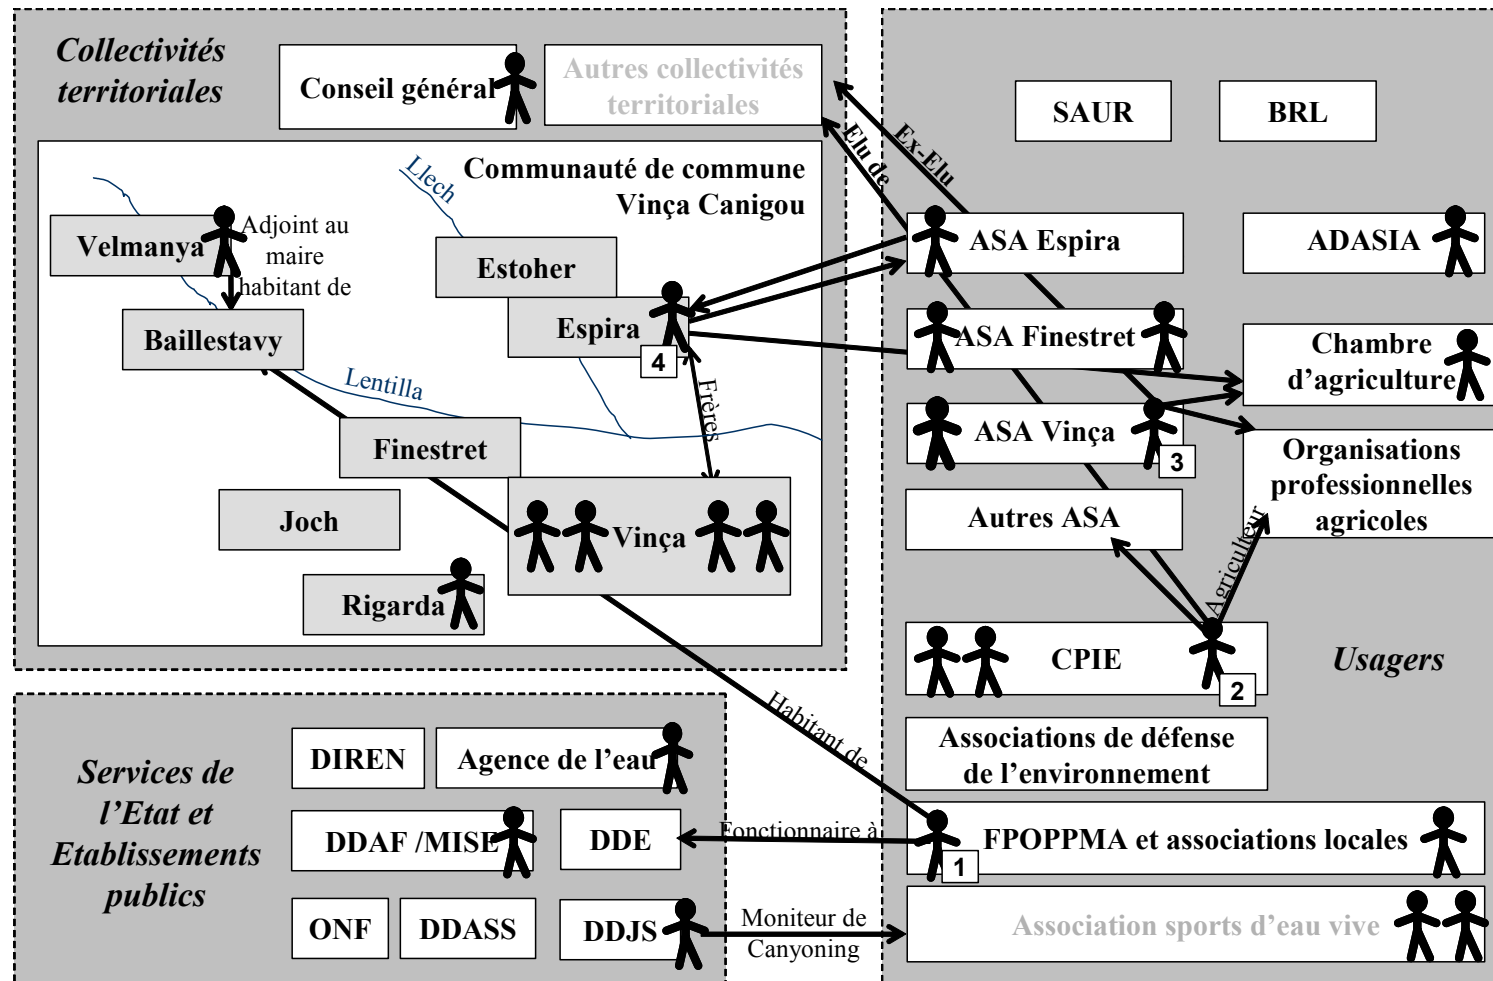 Collectivités
territoriales
Conseil général
Autres collectivités
territoriales
Communauté de commune
Vinça Canigou
Llech
Velmanya
Adjoint au
maire
habitant de
Estoher
Baillestavy
Espira
4
Lentilla
Frères
Finestret
Joch
Vinça
Rigarda
Elu de
Ex-Elu
SAUR
BRL
ASA Espira
ADASIA
ASA Finestret
Chambre
d’agriculture
ASA Vinça
3
Organisations
professionnelles
agricoles
Autres ASA
Agriculteur
CPIE
2
Usagers
Associations de défense
de l’environnement
Habitant de
FPOPPMA et associations locales
1
Fonctionnaire à
Association sports d’eau vive
Moniteur de
Canyoning
Services de
l’Etat et
Etablissements
publics
DIREN
Agence de l’eau
DDAF /MISE
DDE
ONF
DDASS
DDJS